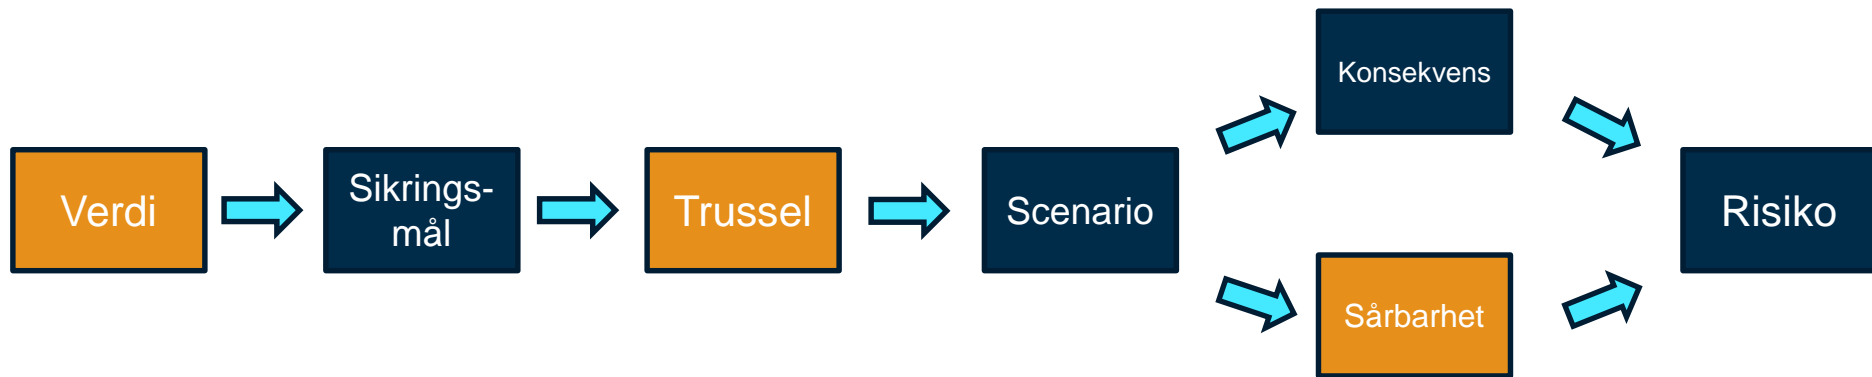 Verdi
Sikrings-
mål
Trussel
Scenario
Konsekvens
Sårbarhet
Risiko